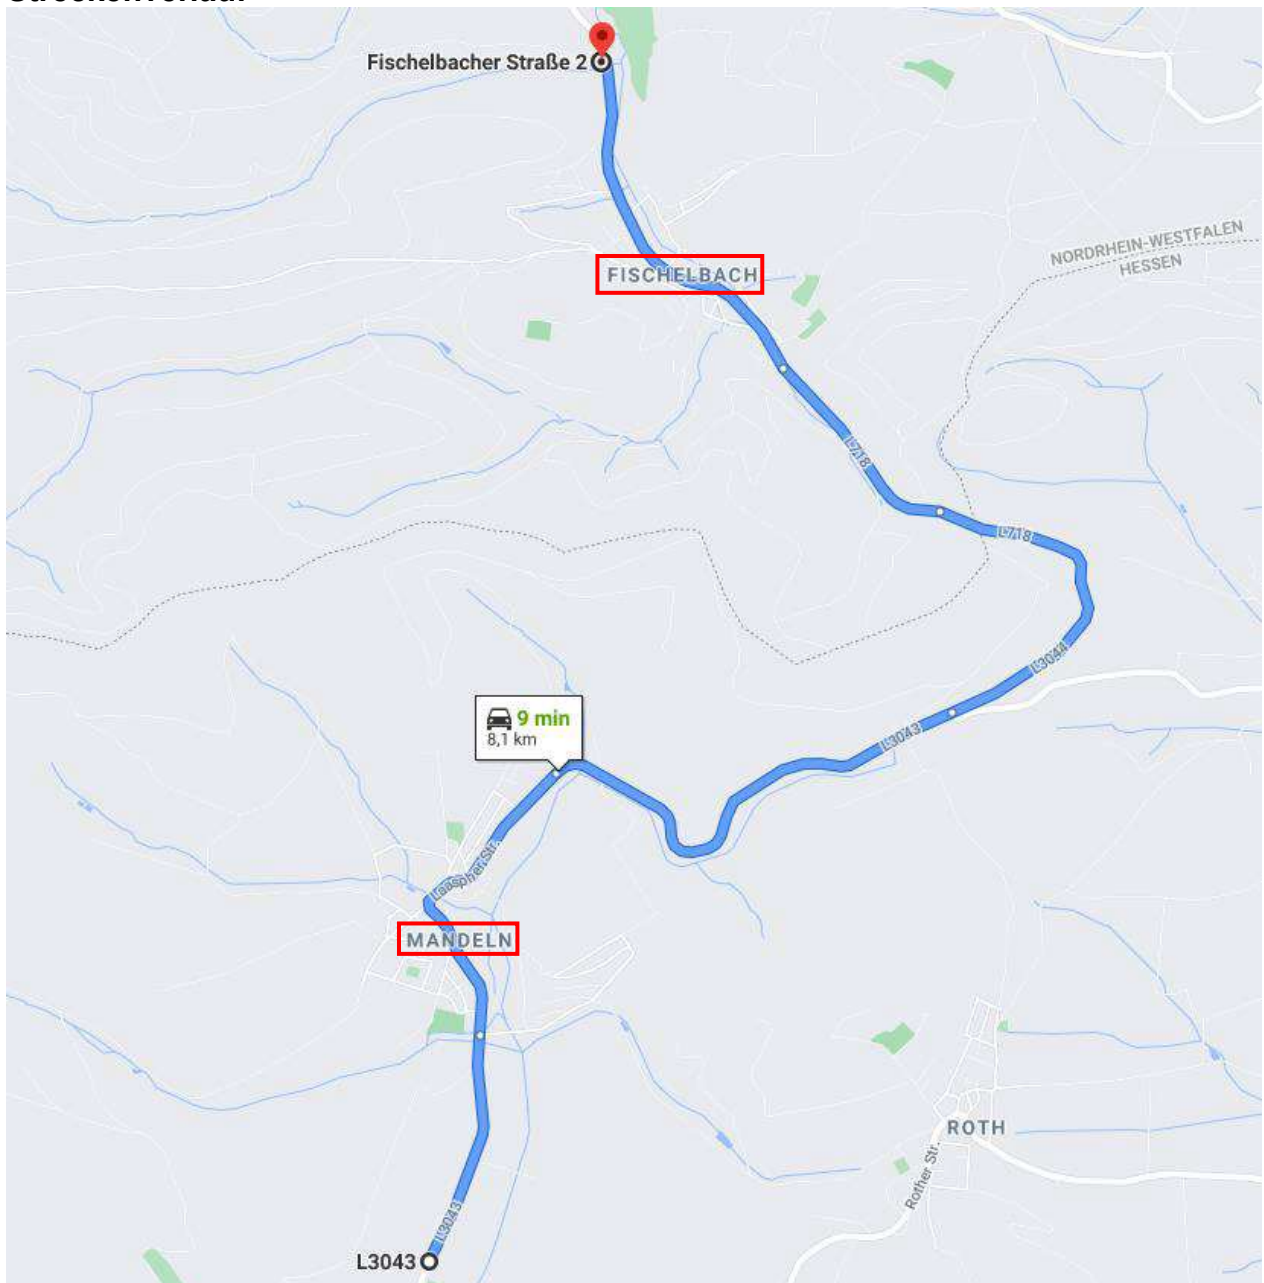 Streckenverlauf
Fischelbacher Straße 2
NORDRHEIN-WESTFALEN
HESSEN
FISCHELBACH
L718
L718
L3044
9 min
8,1 km
L3043
Laaspher Str.
MANDELN
ROTH
Rother Str.
L3043
L3043